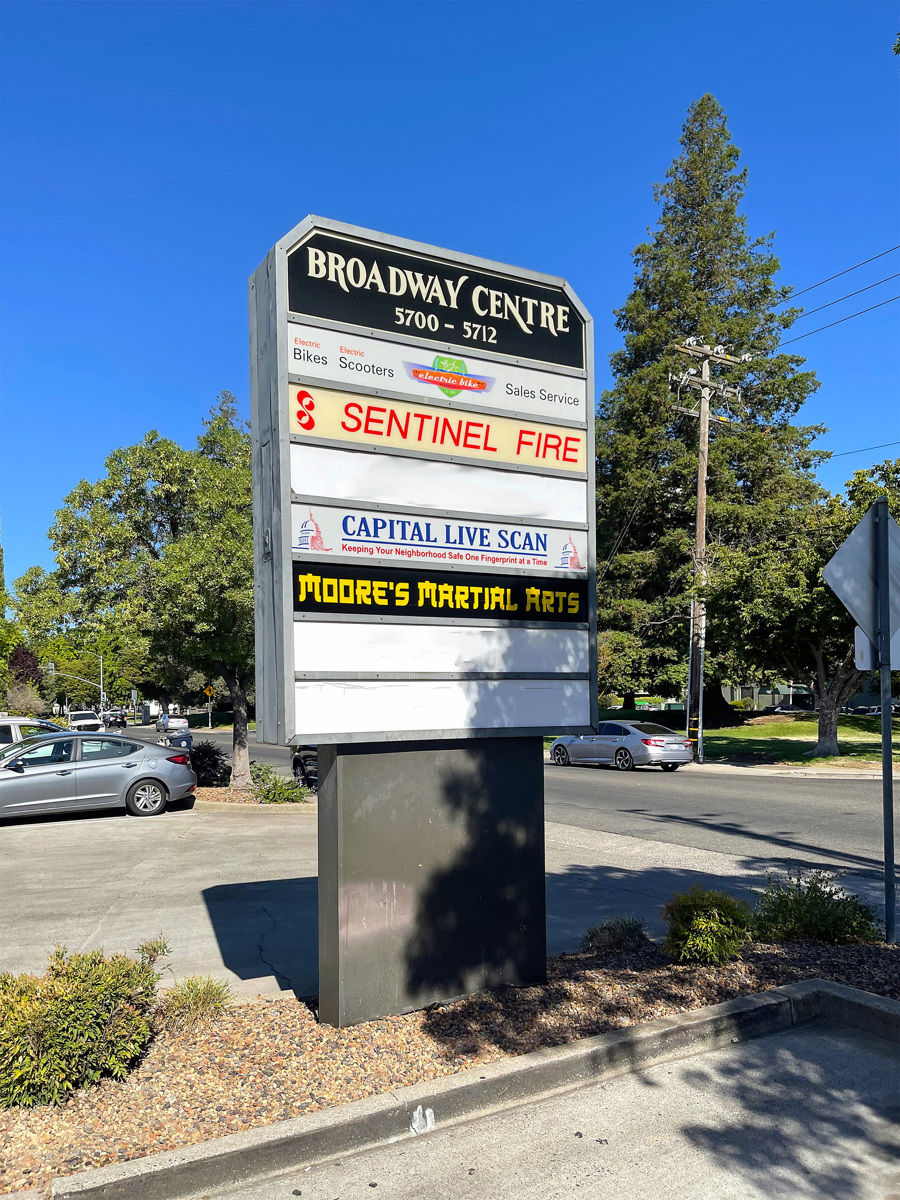 BROADWAY CENTRE
5700 - 5712
Electric Bikes
Electric Scooters
electric bike
Sales Service
8 SENTINEL FIRE
CAPITAL LIVE SCAN
Keeping Your Neighborhood Safe One Fingerprint at a Time
MOORE'S MARTIAL ARTS